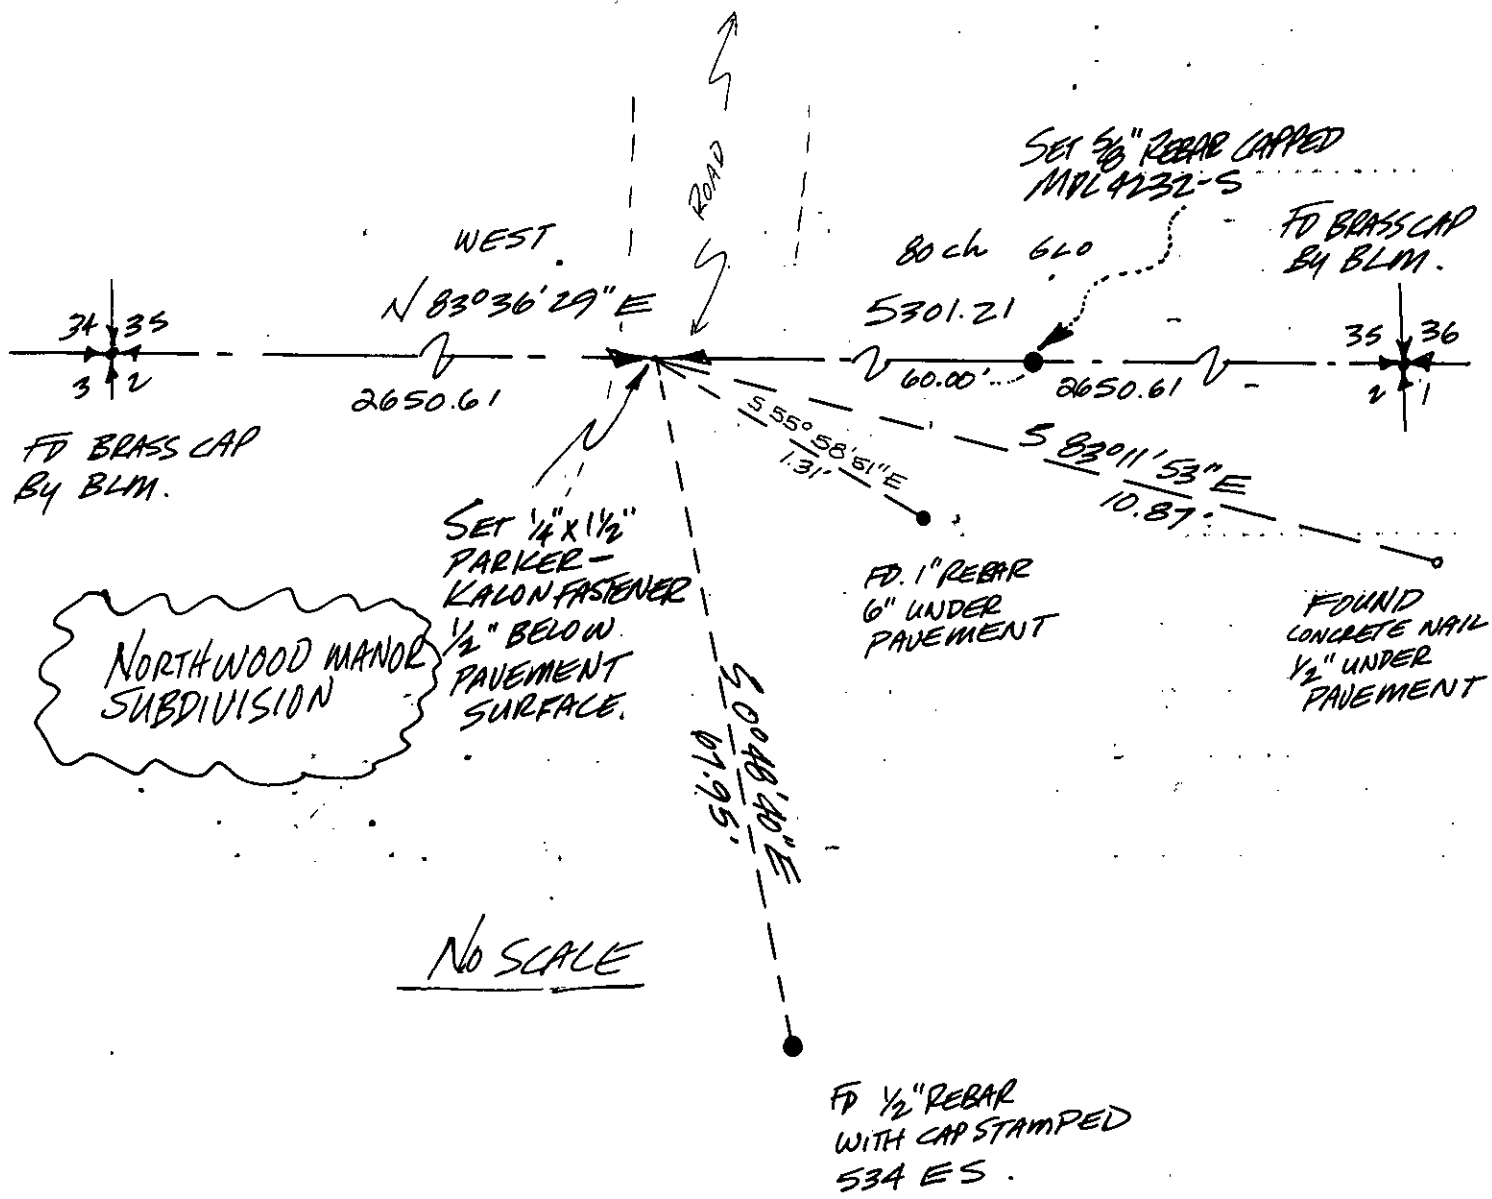 ROAD
SET 5/8" REBAR CAPPED
MDL 4232-S
WEST
80 ch GLO
FD BRASS CAP
By BLM.
N 83°36'29" E
5301.21
34 35
3 2
35 36
2 1
2650.61
60.00'
2650.61
FD BRASS CAP
By BLM.
S 55°58'51" E
1.31'
S 83°11'53" E
10.87
SET 1/4" X 1 1/2"
PARKER-
KALON FASTENER
1/2" BELOW
PAVEMENT
SURFACE.
FD. 1" REBAR
6" UNDER
PAVEMENT
FOUND
CONCRETE NAIL
1/2" UNDER
PAVEMENT
NORTHWOOD MANOR
SUBDIVISION
S 0°48'40" E
67.95'
NO SCALE
FD 1/2" REBAR
WITH CAP STAMPED
534 ES.